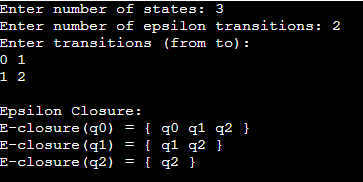 Enter number of states: 3
Enter number of epsilon transitions: 2
Enter transitions (from to):
0 1
1 2
Epsilon Closure:
E-closure(q0) = { q0 q1 q2 }
E-closure(q1) = { q1 q2 }
E-closure(q2) = { q2 }